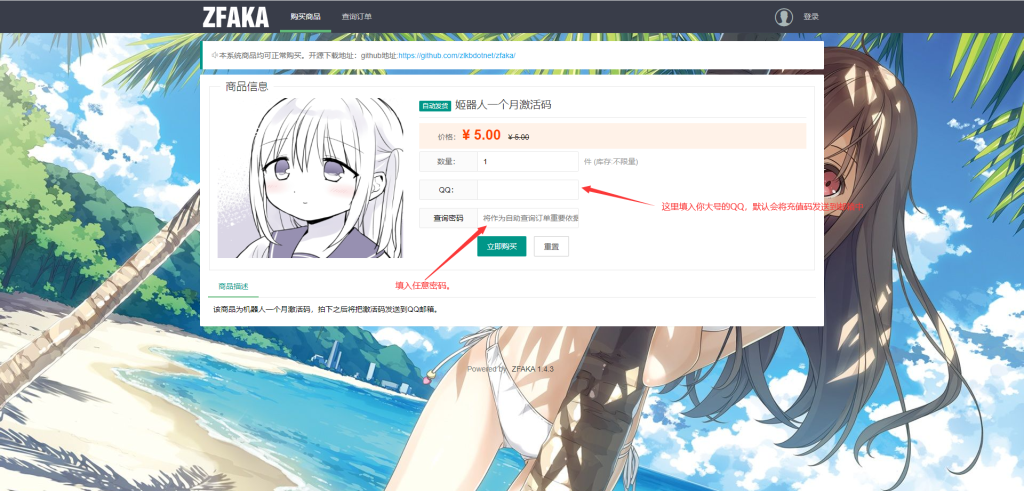 ZFAKA 购买商品 查询订单 登录
本系统商品均可正常购买。开源下载地址：github地址:https://github.com/zlkbdotnet/zfaka/
商品信息
自动发货 姬器人一个月激活码
价格： ¥ 5.00 ¥ 5.00
数量： 1 件 (库存:不限量)
QQ：
这里填入你大号的QQ，默认会将充值码发送到
查询密码 将作为自助查询订单重要依据
立即购买 重置
填入任意密码。
商品描述
该商品为机器人一个月激活码，拍下之后将把激活码发送到QQ邮箱。
Powered by ZFAKA 1.4.3